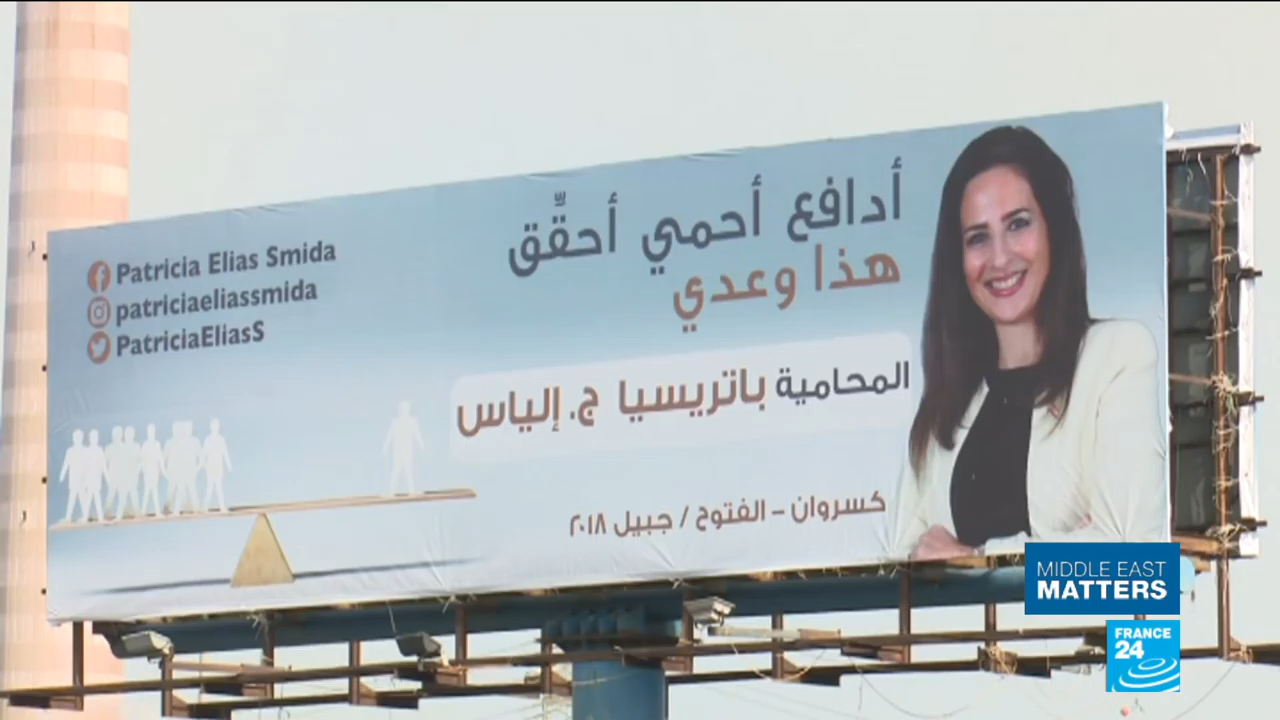 Patricia Elias Smida
patriciaeliassmida
PatriciaEliasS
أدافع أحمي أحقّق
هذا وعدي
المحامية باتريسيا ج. إلياس
كسروان - الفتوح / جبيل ٢٠١٨
MIDDLE EAST
MATTERS
FRANCE
24